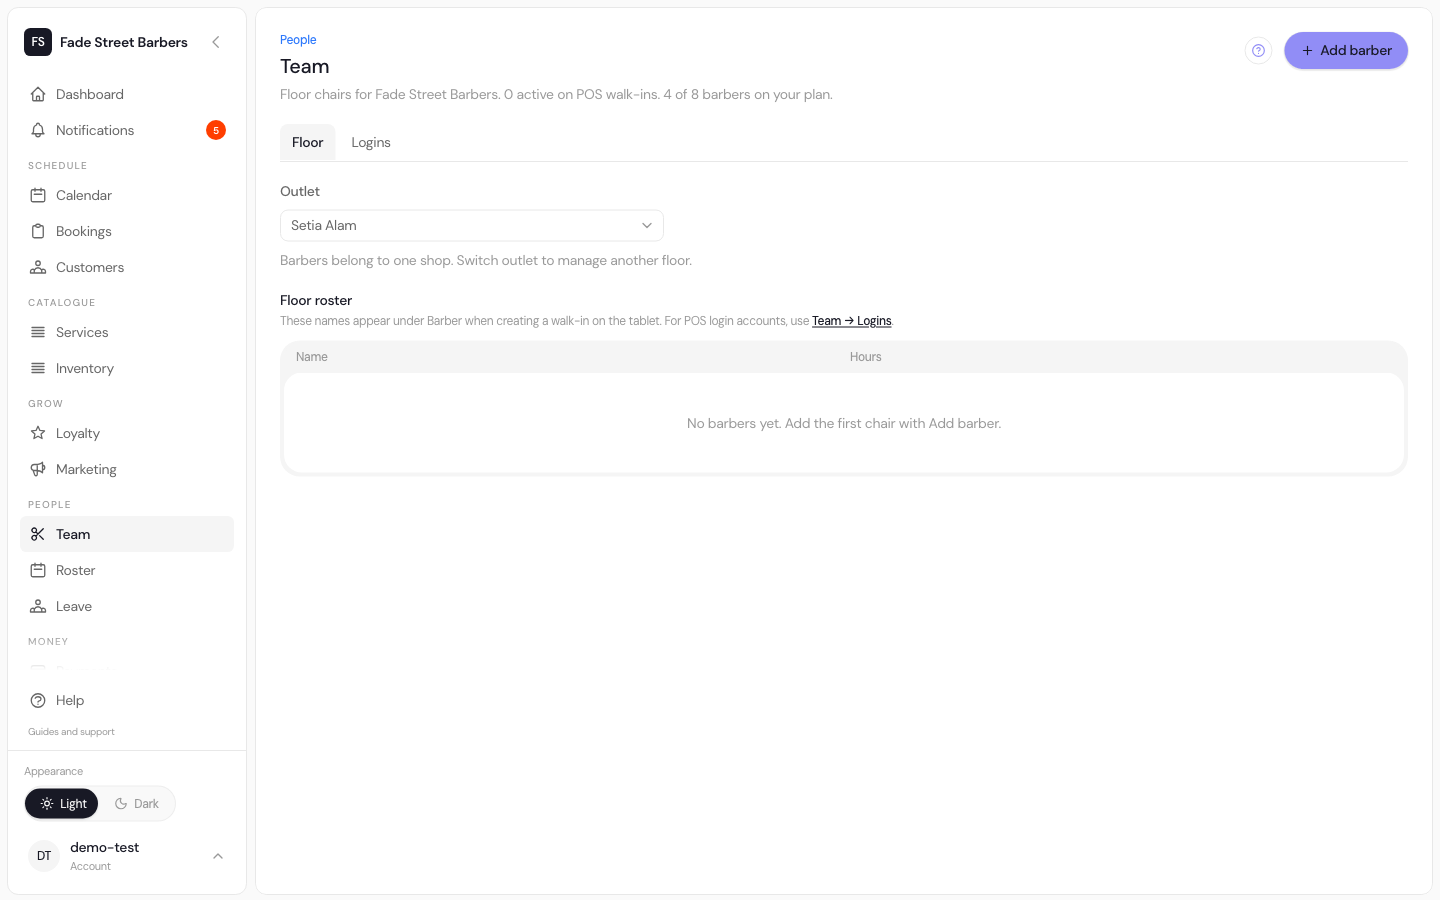 FS Fade Street Barbers
Dashboard
Notifications 5
SCHEDULE
Calendar
Bookings
Customers
CATALOGUE
Services
Inventory
GROW
Loyalty
Marketing
PEOPLE
Team
Roster
Leave
MONEY
Help
Guides and support
Appearance
Light Dark
DT demo-test
Account
People
Team
Floor chairs for Fade Street Barbers. 0 active on POS walk-ins. 4 of 8 barbers on your plan.
+ Add barber
Floor Logins
Outlet
Setia Alam
Barbers belong to one shop. Switch outlet to manage another floor.
Floor roster
These names appear under Barber when creating a walk-in on the tablet. For POS login accounts, use Team → Logins.
Name Hours
No barbers yet. Add the first chair with Add barber.